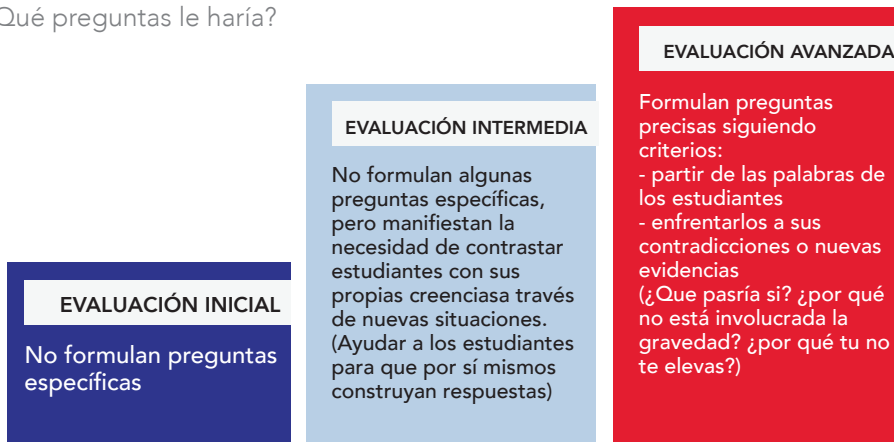 Qué preguntas le haría?
EVALUACIÓN INICIAL
No formulan preguntas
específicas
EVALUACIÓN INTERMEDIA
No formulan algunas
preguntas específicas,
pero manifiestan la
necesidad de contrastar
estudiantes con sus
propias creenciasa través
de nuevas situaciones.
(Ayudar a los estudiantes
para que por sí mismos
construyan respuestas)
EVALUACIÓN AVANZADA
Formulan preguntas
precisas siguiendo
criterios:
- partir de las palabras de
los estudiantes
- enfrentarlos a sus
contradicciones o nuevas
evidencias
(¿Que pasría si? ¿por qué
no está involucrada la
gravedad? ¿por qué tu no
te elevas?)